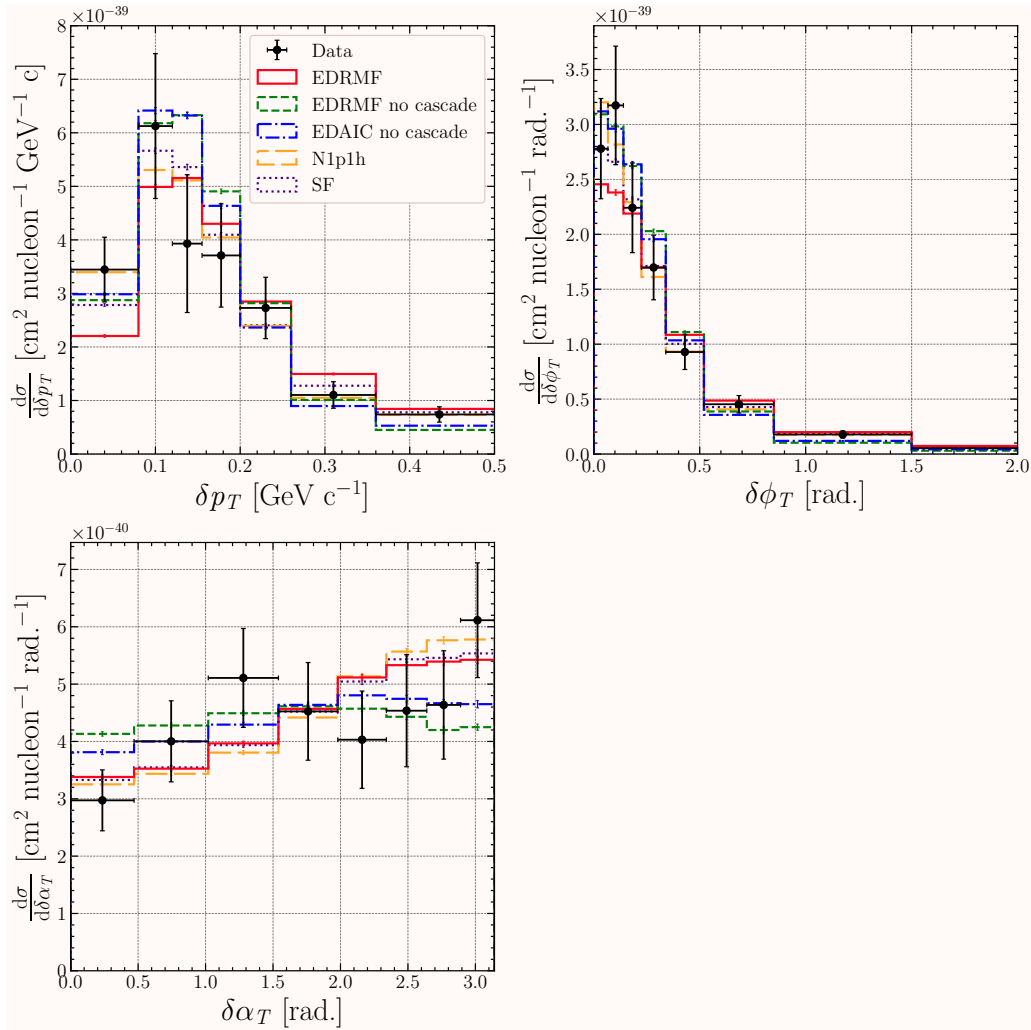 ×10⁻³⁹
8
7
6
5
4
3
2
1
0
dσ/dδp_T [cm² nucleon⁻¹ GeV⁻¹ c]
Data
EDRMF
EDRMF no cascade
EDAIC no cascade
N1p1h
SF
0.0 0.1 0.2 0.3 0.4 0.5
δp_T [GeV c⁻¹]
×10⁻³⁹
3.5
3.0
2.5
2.0
1.5
1.0
0.5
0.0
dσ/dδϕ_T [cm² nucleon⁻¹ rad.⁻¹]
0.0 0.5 1.0 1.5 2.0
δϕ_T [rad.]
×10⁻⁴⁰
7
6
5
4
3
2
1
0
dσ/dδα_T [cm² nucleon⁻¹ rad.⁻¹]
0.0 0.5 1.0 1.5 2.0 2.5 3.0
δα_T [rad.]